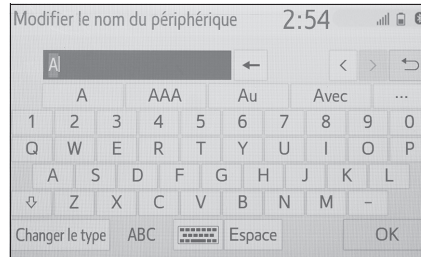 Modifier le nom du périphérique 2:54
A
A AAA Au Avec ...
1 2 3 4 5 6 7 8 9 0
Q W E R T Y U I O P
A S D F G H J K L
Z X C V B N M -
Changer le type ABC Espace OK